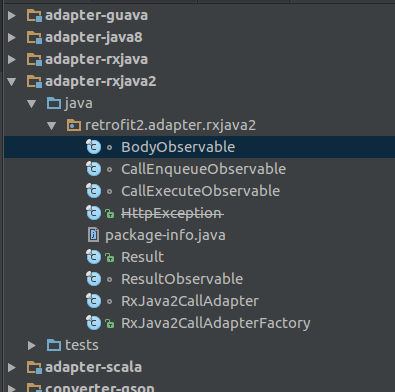 adapter-guava
adapter-java8
adapter-rxjava
adapter-rxjava2
java
retrofit2.adapter.rxjava2
BodyObservable
CallEnqueueObservable
CallExecuteObservable
HttpException
package-info.java
Result
ResultObservable
RxJava2CallAdapter
RxJava2CallAdapterFactory
tests
adapter-scala
converter-gson